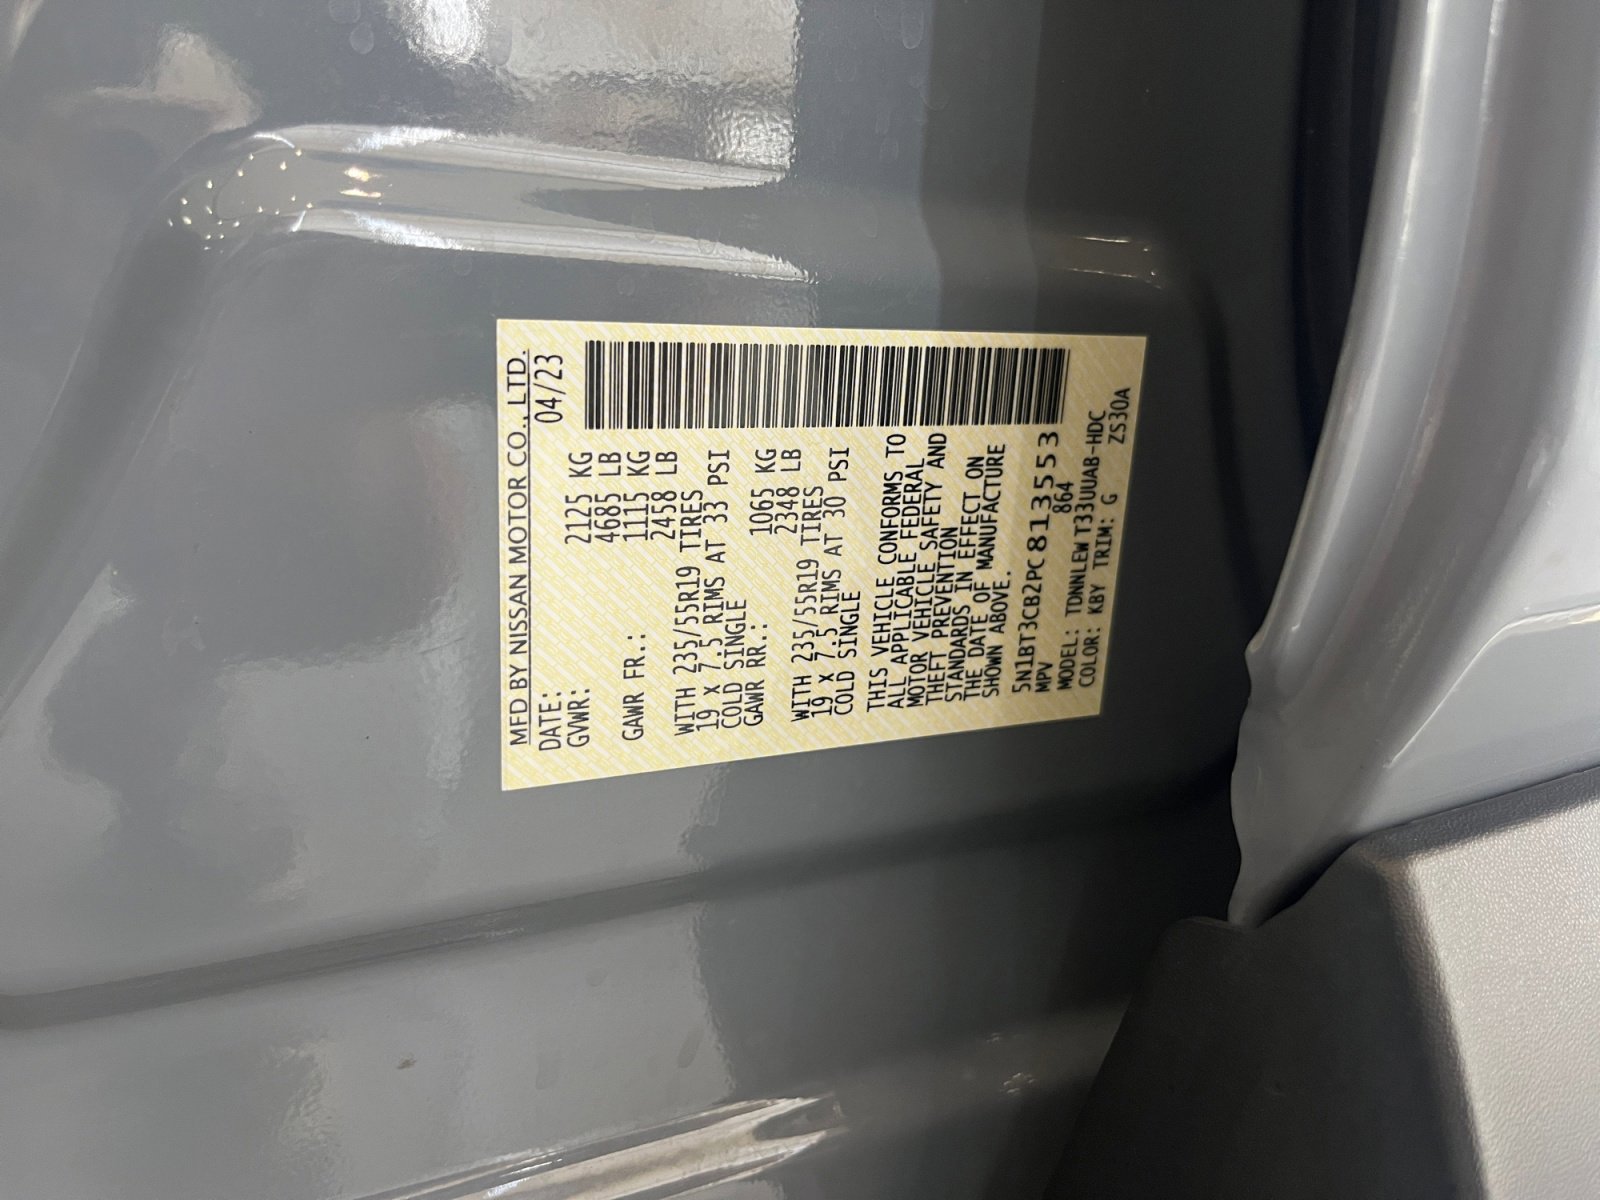 MFD BY NISSAN MOTOR CO., LTD.
DATE: 04/23
GVWR: 2125 KG
4685 LB
GAWR FR.: 1115 KG
2458 LB
WITH 235/55R19 TIRES
19 X 7.5 RIMS AT 33 PSI
COLD SINGLE
GAWR RR.: 1065 KG
2348 LB
WITH 235/55R19 TIRES
19 X 7.5 RIMS AT 30 PSI
COLD SINGLE
THIS VEHICLE CONFORMS TO
ALL APPLICABLE FEDERAL
MOTOR VEHICLE SAFETY AND
THEFT PREVENTION
STANDARDS IN EFFECT ON
THE DATE OF MANUFACTURE
SHOWN ABOVE.
5N1BT3CB2PC813553
MPV 864
MODEL: TDNNLEWT33UUAB-HDC
COLOR: KBY TRIM: G ZS30A